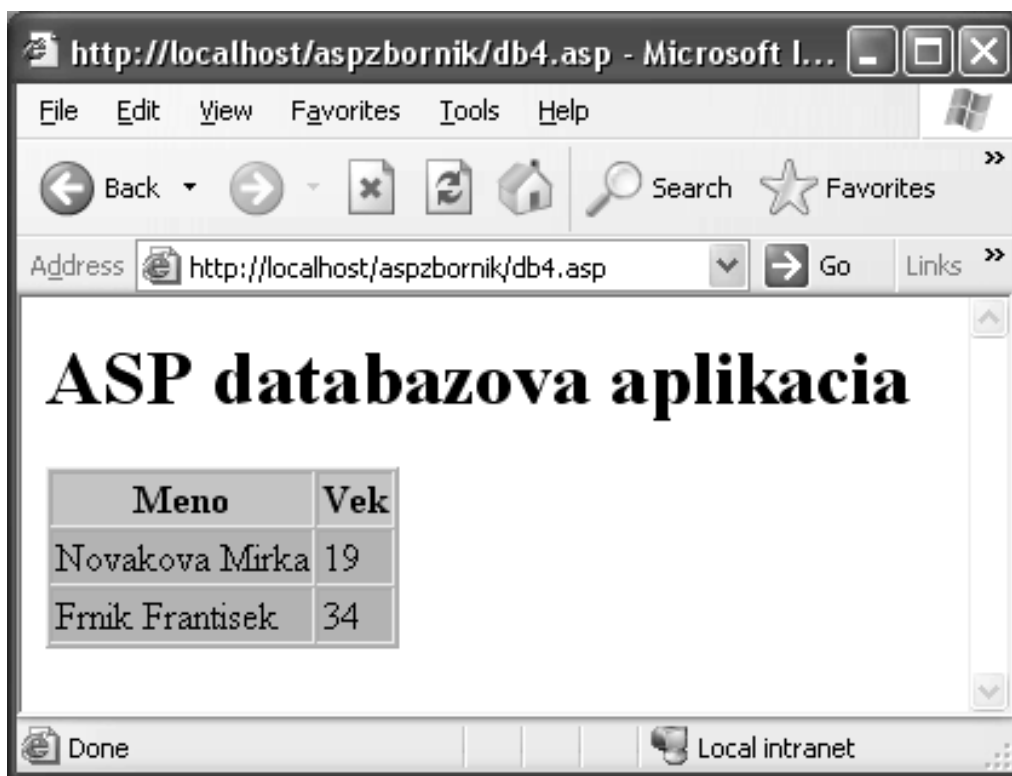 http://localhost/aspzbornik/db4.asp - Microsoft I...
File Edit View Favorites Tools Help
Back Search Favorites »
Address http://localhost/aspzbornik/db4.asp Go Links »
ASP databazova aplikacia
Meno Vek
Novakova Mirka 19
Frnik Frantisek 34
Done Local intranet